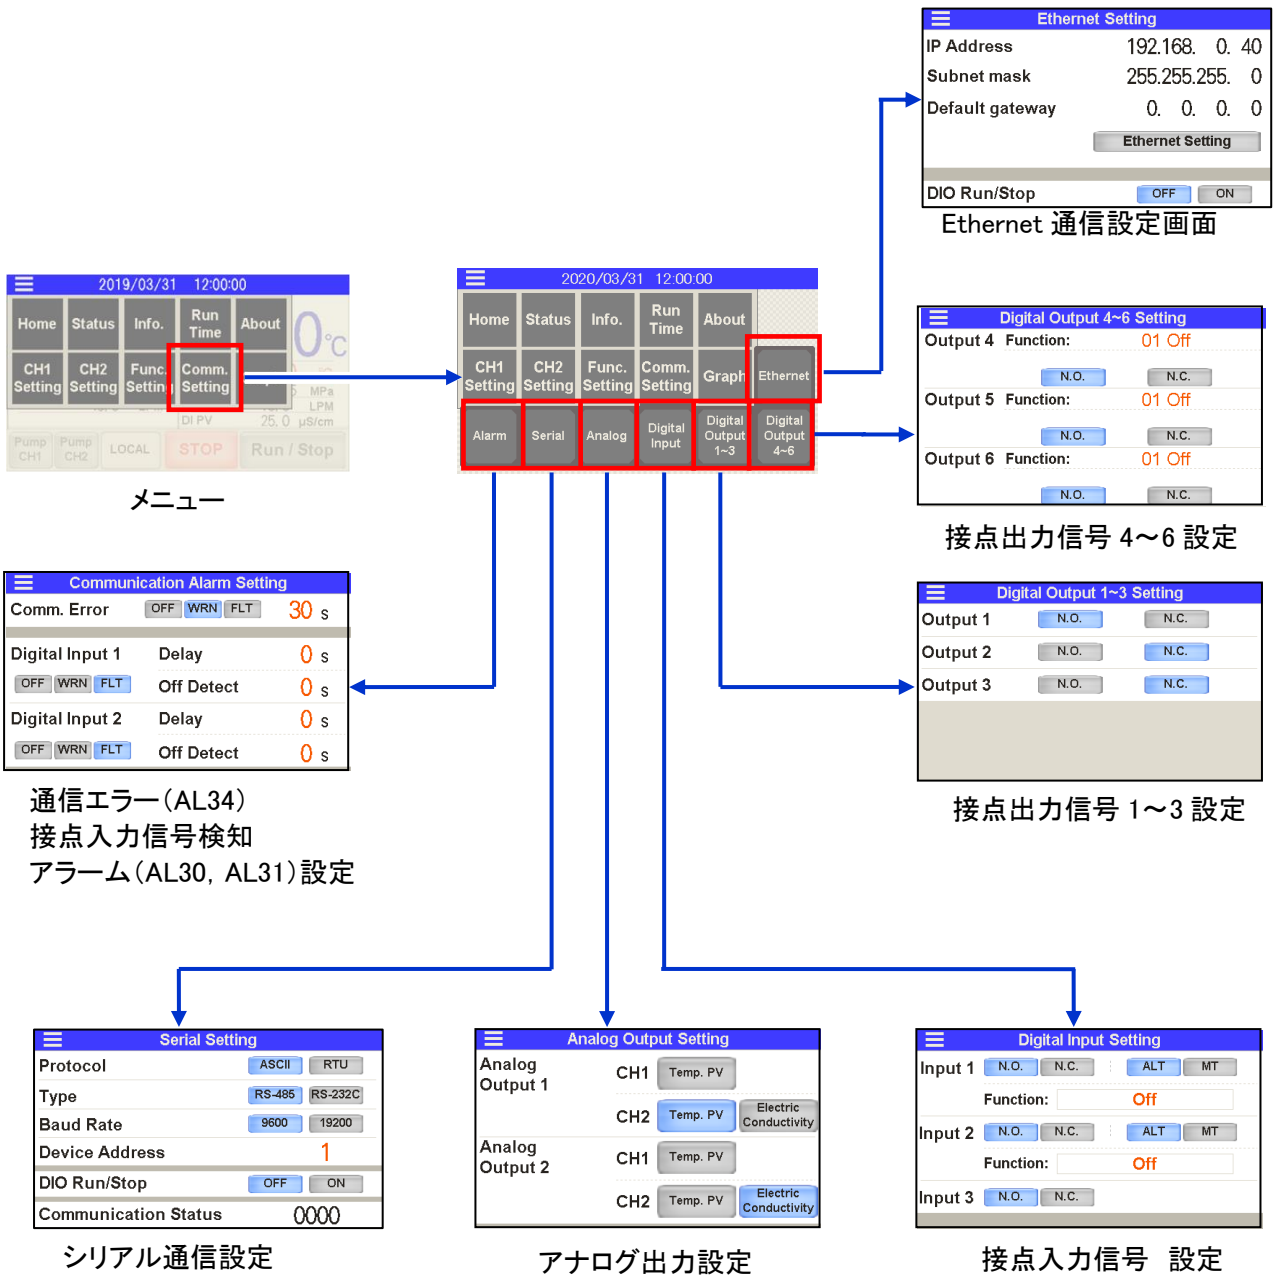 Ethernet Setting
IP Address 192.168. 0. 40
Subnet mask 255.255.255. 0
Default gateway 0. 0. 0. 0
Ethernet Setting
DIO Run/Stop OFF ON
Ethernet 通信設定画面
2019/03/31 12:00:00
Home Status Info. Run Time About
CH1 Setting CH2 Setting Func. Setting Comm. Setting
0 ℃
MPa
LPM
DI PV 25.0 µS/cm
Pump CH1 Pump CH2 LOCAL STOP Run / Stop
メニュー
2020/03/31 12:00:00
Home Status Info. Run Time About
CH1 Setting CH2 Setting Func. Setting Comm. Setting Graph Ethernet
Alarm Serial Analog Digital Input Digital Output 1~3 Digital Output 4~6
Digital Output 4~6 Setting
Output 4 Function: 01 Off
N.O. N.C.
Output 5 Function: 01 Off
N.O. N.C.
Output 6 Function: 01 Off
N.O. N.C.
接点出力信号 4～6 設定
Communication Alarm Setting
Comm. Error OFF WRN FLT 30 s
Digital Input 1 Delay 0 s
OFF WRN FLT Off Detect 0 s
Digital Input 2 Delay 0 s
OFF WRN FLT Off Detect 0 s
通信エラー（AL34）
接点入力信号検知
アラーム（AL30, AL31）設定
Digital Output 1~3 Setting
Output 1 N.O. N.C.
Output 2 N.O. N.C.
Output 3 N.O. N.C.
接点出力信号 1～3 設定
Serial Setting
Protocol ASCII RTU
Type RS-485 RS-232C
Baud Rate 9600 19200
Device Address 1
DIO Run/Stop OFF ON
Communication Status 0000
シリアル通信設定
Analog Output Setting
Analog Output 1 CH1 Temp. PV
CH2 Temp. PV Electric Conductivity
Analog Output 2 CH1 Temp. PV
CH2 Temp. PV Electric Conductivity
アナログ出力設定
Digital Input Setting
Input 1 N.O. N.C. ALT MT
Function: Off
Input 2 N.O. N.C. ALT MT
Function: Off
Input 3 N.O. N.C.
接点入力信号 設定